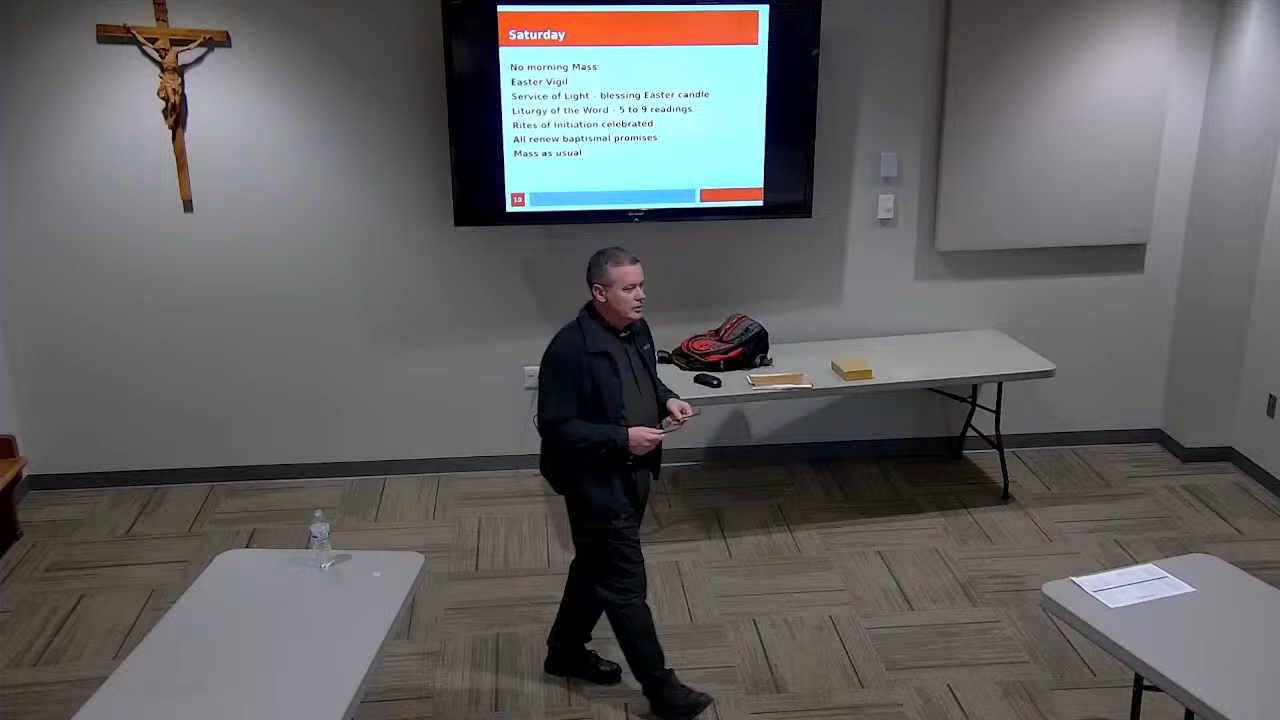 Saturday
No morning Mass
Easter Vigil
Service of Light - blessing Easter candle
Liturgy of the Word - 5 to 9 readings
Rites of Initiation celebrated
All renew baptismal promises
Mass as usual